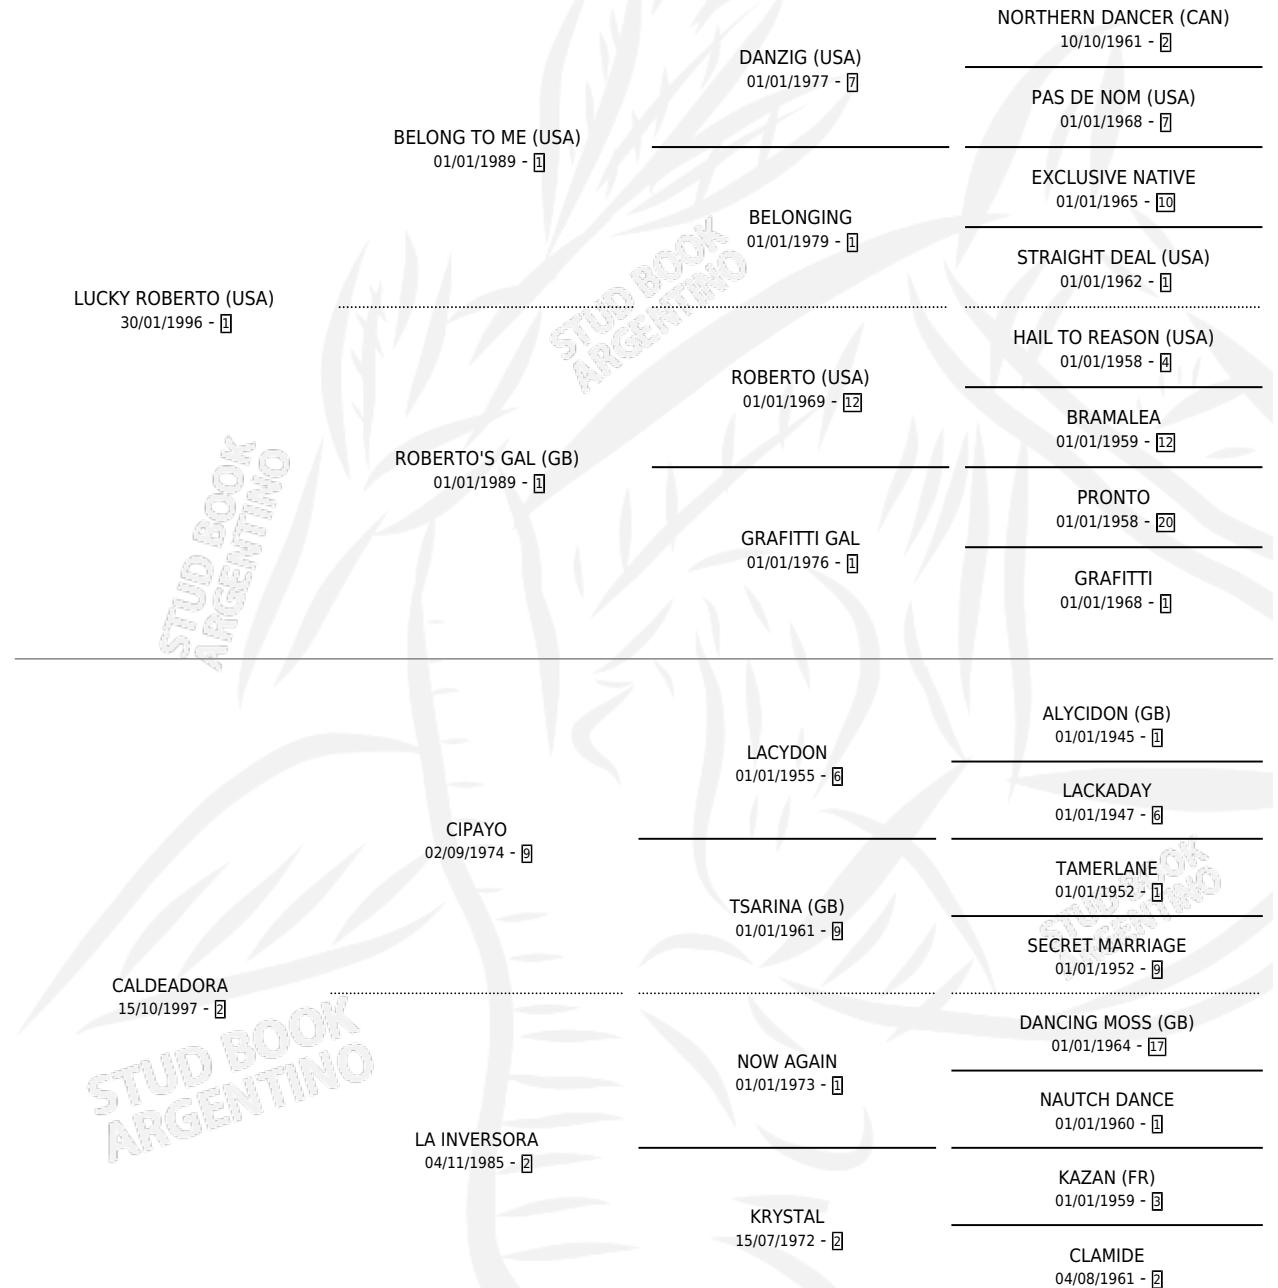 NORTHERN DANCER (CAN)
10/10/1961 - 2
DANZIG (USA)
01/01/1977 - 7
PAS DE NOM (USA)
01/01/1968 - 7
BELONG TO ME (USA)
01/01/1989 - 1
EXCLUSIVE NATIVE
01/01/1965 - 10
BELONGING
01/01/1979 - 1
STRAIGHT DEAL (USA)
01/01/1962 - 1
LUCKY ROBERTO (USA)
30/01/1996 - 1
STUD BOOK
ARGENTINO
HAIL TO REASON (USA)
01/01/1958 - 4
ROBERTO (USA)
01/01/1969 - 12
BRAMALEA
01/01/1959 - 12
ROBERTO'S GAL (GB)
01/01/1989 - 1
PRONTO
01/01/1958 - 20
GRAFITTI GAL
01/01/1976 - 1
GRAFITTI
01/01/1968 - 1
STUD BOOK
ARGENTINO
ALYCIDON (GB)
01/01/1945 - 1
LACYDON
01/01/1955 - 6
LACKADAY
01/01/1947 - 6
CIPAYO
02/09/1974 - 9
TAMERLANE
01/01/1952 - 1
TSARINA (GB)
01/01/1961 - 9
SECRET MARRIAGE
01/01/1952 - 9
STUD BOOK
ARGENTINO
CALDEADORA
15/10/1997 - 2
DANCING MOSS (GB)
01/01/1964 - 17
NOW AGAIN
01/01/1973 - 1
NAUTCH DANCE
01/01/1960 - 1
STUD BOOK
ARGENTINO
LA INVERSORA
04/11/1985 - 2
KAZAN (FR)
01/01/1959 - 3
KRYSTAL
15/07/1972 - 2
CLAMIDE
04/08/1961 - 2